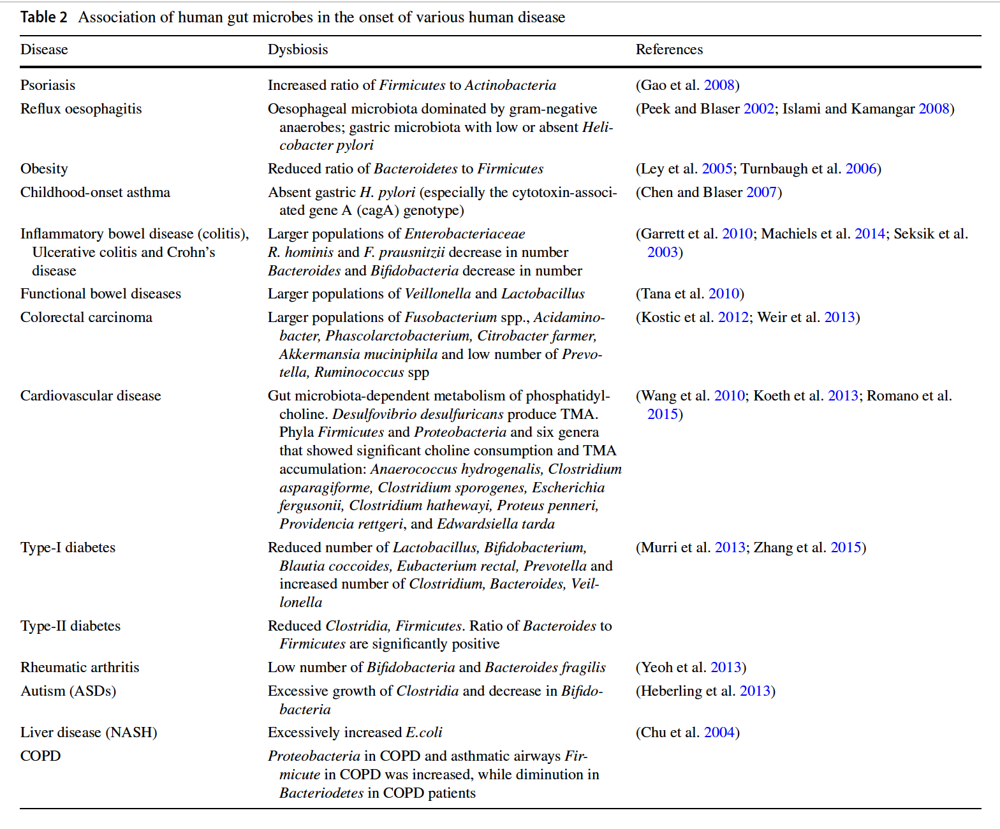 Table 2 Association of human gut microbes in the onset of various human disease
Disease Dysbiosis References
Psoriasis Increased ratio of Firmicutes to Actinobacteria (Gao et al. 2008)
Reflux oesophagitis Oesophageal microbiota dominated by gram-negative (Peek and Blaser 2002; Islami and Kamangar 2008)
anaerobes; gastric microbiota with low or absent Heli-
cobacter pylori
Obesity Reduced ratio of Bacteroidetes to Firmicutes (Ley et al. 2005; Turnbaugh et al. 2006)
Childhood-onset asthma Absent gastric H. pylori (especially the cytotoxin-associ- (Chen and Blaser 2007)
ated gene A (cagA) genotype)
Inflammatory bowel disease (colitis), Larger populations of Enterobacteriaceae (Garrett et al. 2010; Machiels et al. 2014; Seksik et al.
Ulcerative colitis and Crohn's R. hominis and F. prausnitzii decrease in number 2003)
disease Bacteroides and Bifidobacteria decrease in number
Functional bowel diseases Larger populations of Veillonella and Lactobacillus (Tana et al. 2010)
Colorectal carcinoma Larger populations of Fusobacterium spp., Acidamino- (Kostic et al. 2012; Weir et al. 2013)
bacter, Phascolarctobacterium, Citrobacter farmer,
Akkermansia muciniphila and low number of Prevo-
tella, Ruminococcus spp
Cardiovascular disease Gut microbiota-dependent metabolism of phosphatidyl- (Wang et al. 2010; Koeth et al. 2013; Romano et al.
choline. Desulfovibrio desulfuricans produce TMA. 2015)
Phyla Firmicutes and Proteobacteria and six genera
that showed significant choline consumption and TMA
accumulation: Anaerococcus hydrogenalis, Clostridium
asparagiforme, Clostridium sporogenes, Escherichia
fergusonii, Clostridium hathewayi, Proteus penneri,
Providencia rettgeri, and Edwardsiella tarda
Type-I diabetes Reduced number of Lactobacillus, Bifidobacterium, (Murri et al. 2013; Zhang et al. 2015)
Blautia coccoides, Eubacterium rectal, Prevotella and
increased number of Clostridium, Bacteroides, Veil-
lonella
Type-II diabetes Reduced Clostridia, Firmicutes. Ratio of Bacteroides to
Firmicutes are significantly positive
Rheumatic arthritis Low number of Bifidobacteria and Bacteroides fragilis (Yeoh et al. 2013)
Autism (ASDs) Excessive growth of Clostridia and decrease in Bifido- (Heberling et al. 2013)
bacteria
Liver disease (NASH) Excessively increased E.coli (Chu et al. 2004)
COPD Proteobacteria in COPD and asthmatic airways Fir-
micute in COPD was increased, while diminution in
Bacteriodetes in COPD patients